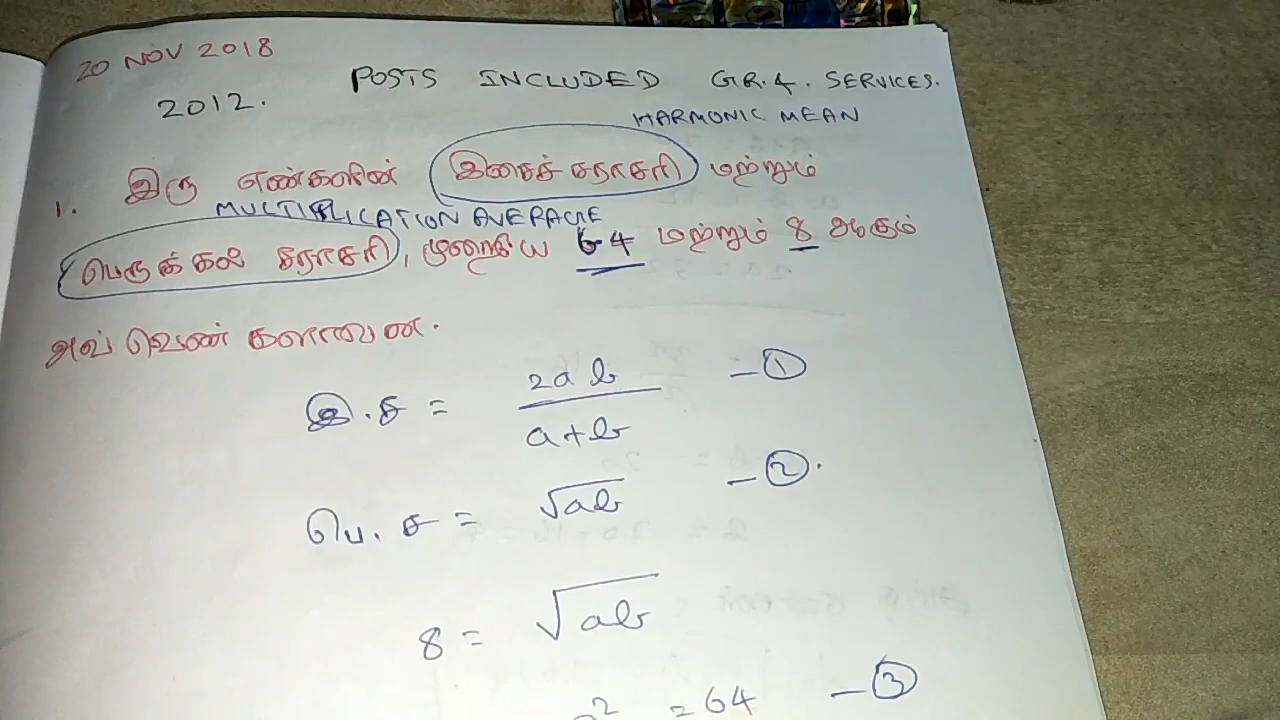 20 NOV 2018
2012. POSTS INCLUDED GR.4. SERVICES.
HARMONIC MEAN
1. இரு எண்களின் இசைச் சராசரி மற்றும்
MULTIPLICATION AVERAGE
பெருக்கல் சராசரி, முறையே 64 மற்றும் 8 ஆகும்
அவ் வெண் களாவன.
இ.ச = 2ab / a+b – ①
பெ.ச = √ab – ②.
8 = √ab
2 = 64 – ③